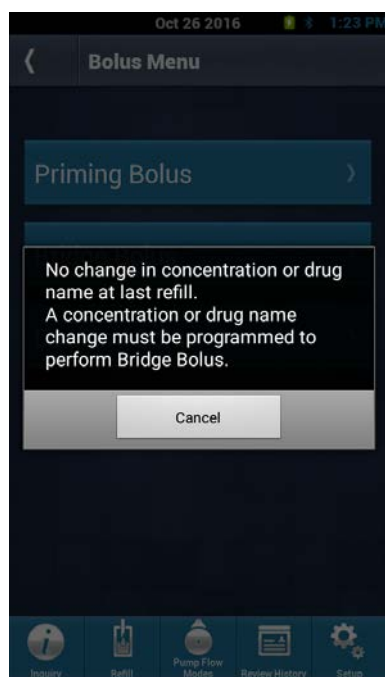 Oct 26 2016
1:23 PM
Bolus Menu
Priming Bolus
No change in concentration or drug
name at last refill.
A concentration or drug name
change must be programmed to
perform Bridge Bolus.
Cancel
Inquiry
Refill
Pump Flow
Modes
Review History
Setup